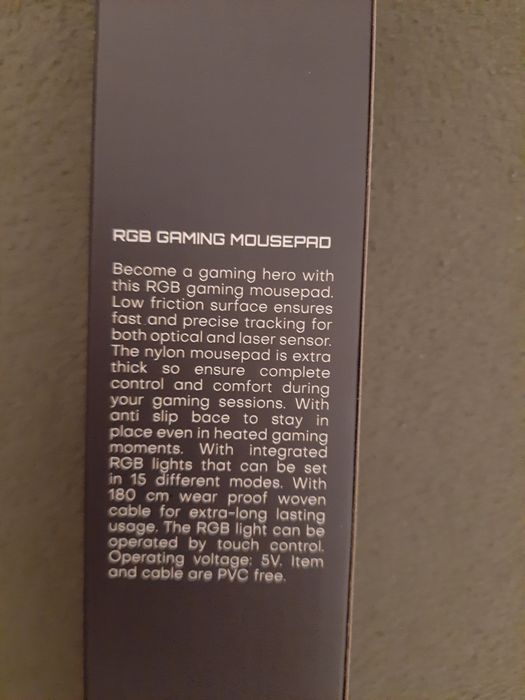 RGB GAMING MOUSEPAD
Become a gaming hero with
this RGB gaming mousepad.
Low friction surface ensures
fast and precise tracking for
both optical and laser sensor.
The nylon mousepad is extra
thick so ensure complete
control and comfort during
your gaming sessions. With
anti slip bace to stay in
place even in heated gaming
moments. With integrated
RGB lights that can be set
in 15 different modes. With
180 cm wear proof woven
cable for extra-long lasting
usage. The RGB light can be
operated by touch control.
Operating voltage: 5V. Item
and cable are PVC free.